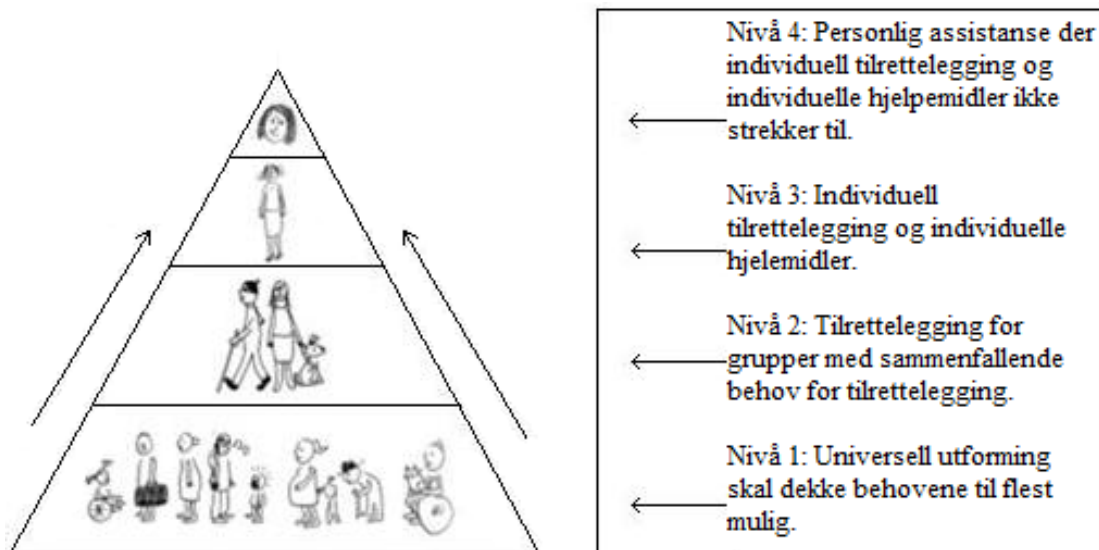 Nivå 4: Personlig assistanse der
individuell tilrettelegging og
individuelle hjelpemidler ikke
strekker til.
Nivå 3: Individuell
tilrettelegging og individuelle
hjelemidler.
Nivå 2: Tilrettelegging for
grupper med sammenfallende
behov for tilrettelegging.
Nivå 1: Universell utforming
skal dekke behovene til flest
mulig.